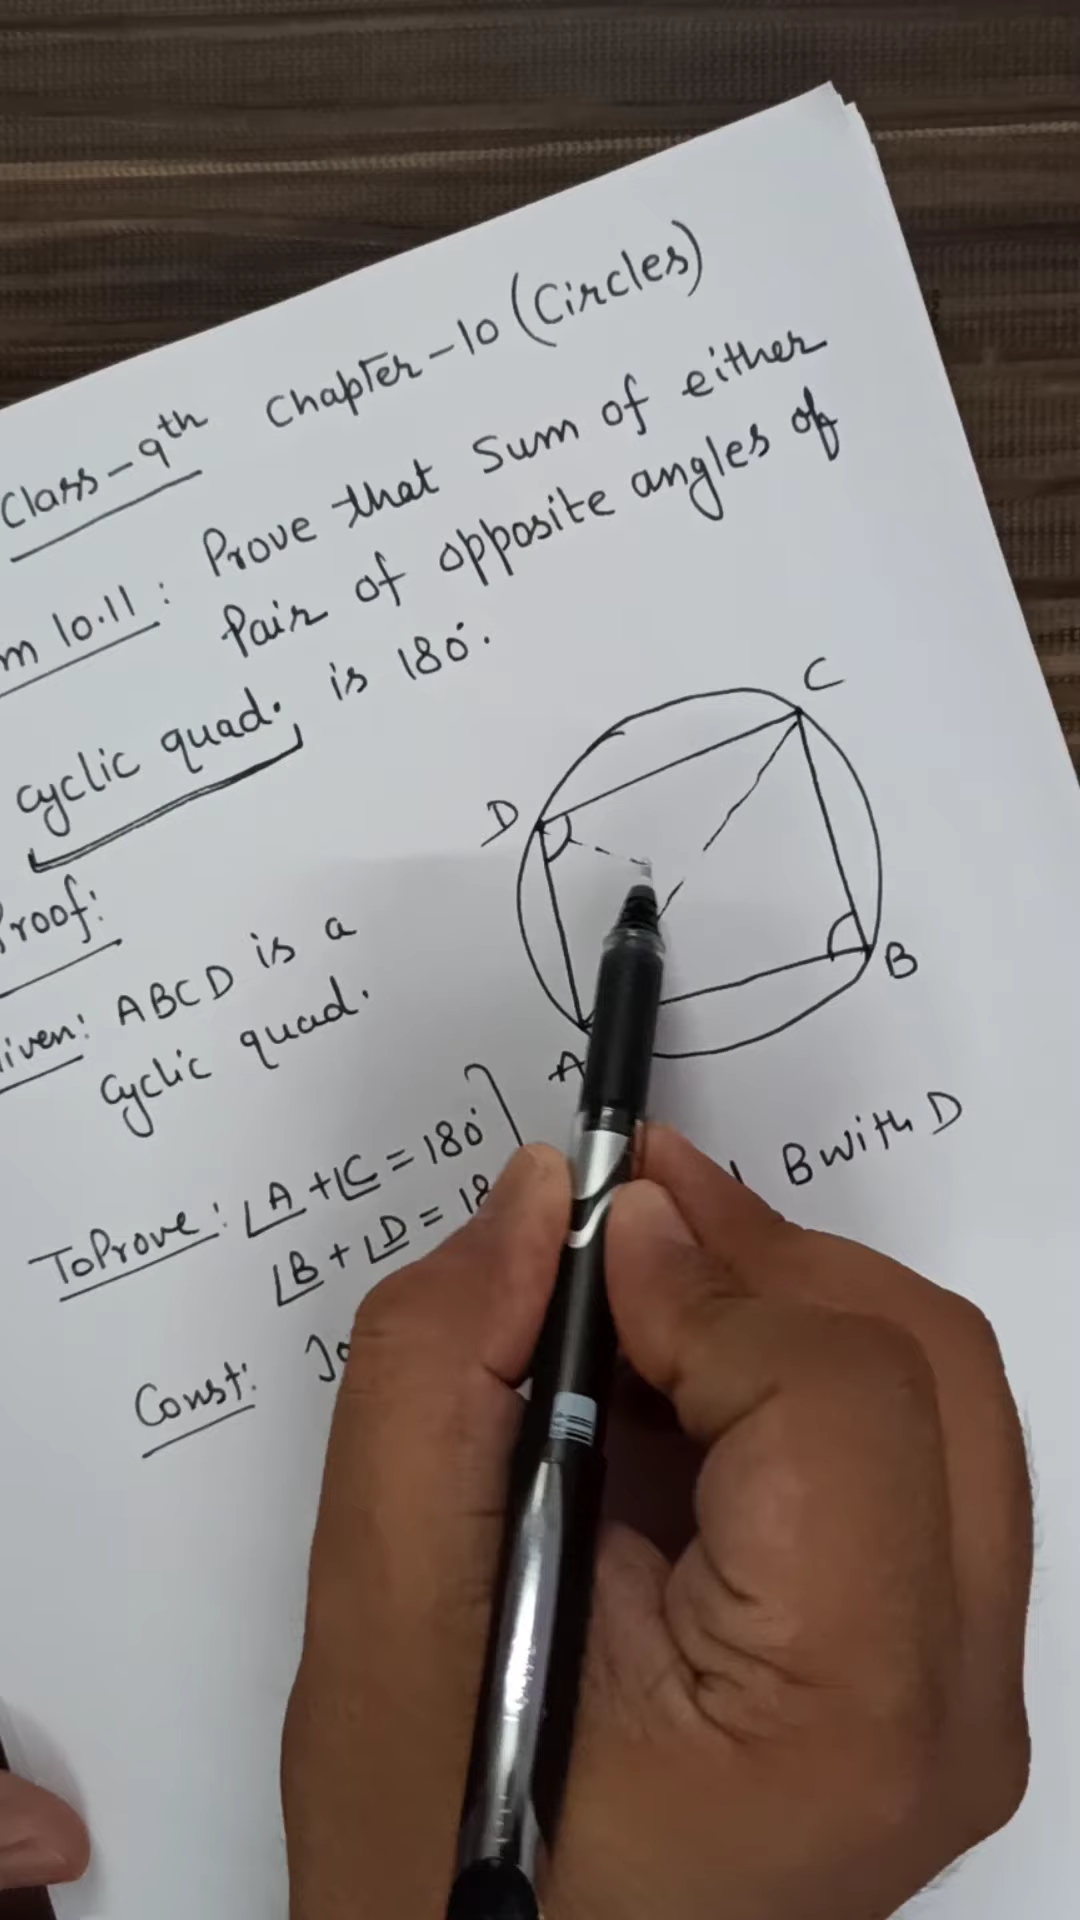 Class-9th Chapter-10 (Circles)
m 10.11: Prove that Sum of either
Pair of opposite angles of
cyclic quad. is 180°.
Proof:
iven: ABCD is a
cyclic quad.
To Prove: ∠A + ∠C = 180°
∠B + ∠D = 18
Const: Jo
B with D
C
D
B
A